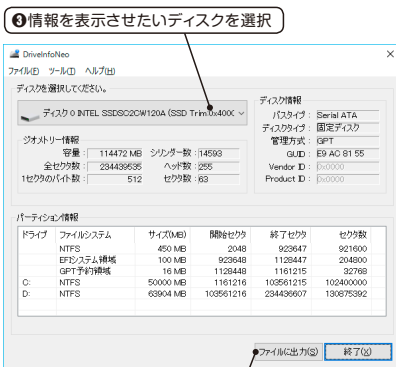 ❸情報を表示させたいディスクを選択
DriveInfoNeo
ファイル(F) ツール(T) ヘルプ(H)
ディスクを選択してください。
ディスク 0 INTEL SSDSC2CW120A (SSD Trim:0x400C
ジオメトリー情報
容量: 114472 MB シリンダー数: 14593
全セクタ数: 234439535 ヘッド数: 255
1セクタのバイト数: 512 セクタ数: 63
ディスク情報
バスタイプ: Serial ATA
ディスクタイプ: 固定ディスク
管理方式: GPT
GUID: E9 AC 81 55
Vendor ID: 0x0000
Product ID: 0x0000
パーティション情報
ドライブ ファイルシステム サイズ(MB) 開始セクタ 終了セクタ セクタ数
NTFS 450 MB 2048 923647 921600
EFIシステム領域 100 MB 923648 1128447 204800
GPT予約領域 16 MB 1128448 1161215 32768
C: NTFS 50000 MB 1161216 103561215 102400000
D: NTFS 63904 MB 103561216 234436607 130875392
ファイルに出力(S) 終了(X)